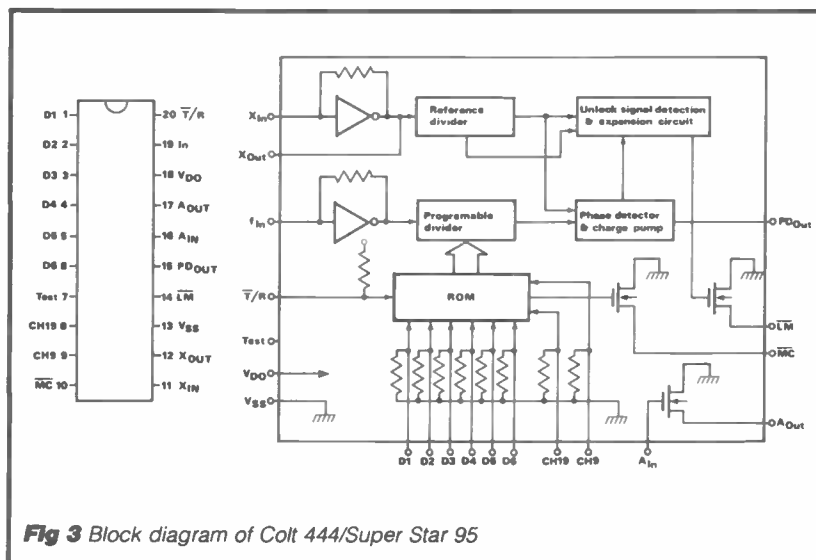 D1 1
D2 2
D3 3
D4 4
D6 5
D6 6
Test 7
CH19 8
CH9 9
MC 10
20 T/R
19 In
18 VDO
17 AOUT
16 AIN
15 PDOUT
14 LM
13 VSS
12 XOUT
11 XIN
XIn
XOut
fIn
T/R
Test
VDO
VSS
Reference
divider
Unlock signal detection
& expansion circuit
Programable
divider
Phase detector
& charge pump
ROM
PDOut
LM
MC
AOut
D1 D2 D3 D4 D6 D6 CH19 CH9 AIn
Fig 3 Block diagram of Colt 444/Super Star 95